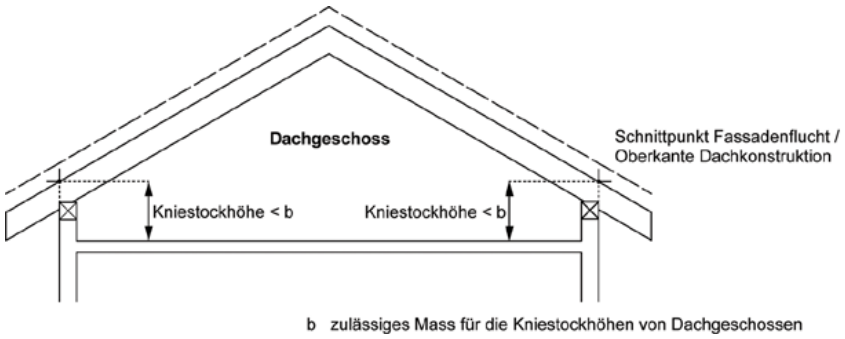 Dachgeschoss
Schnittpunkt Fassadenflucht /
Oberkante Dachkonstruktion
Kniestockhöhe < b
Kniestockhöhe < b
b zulässiges Mass für die Kniestockhöhen von Dachgeschossen